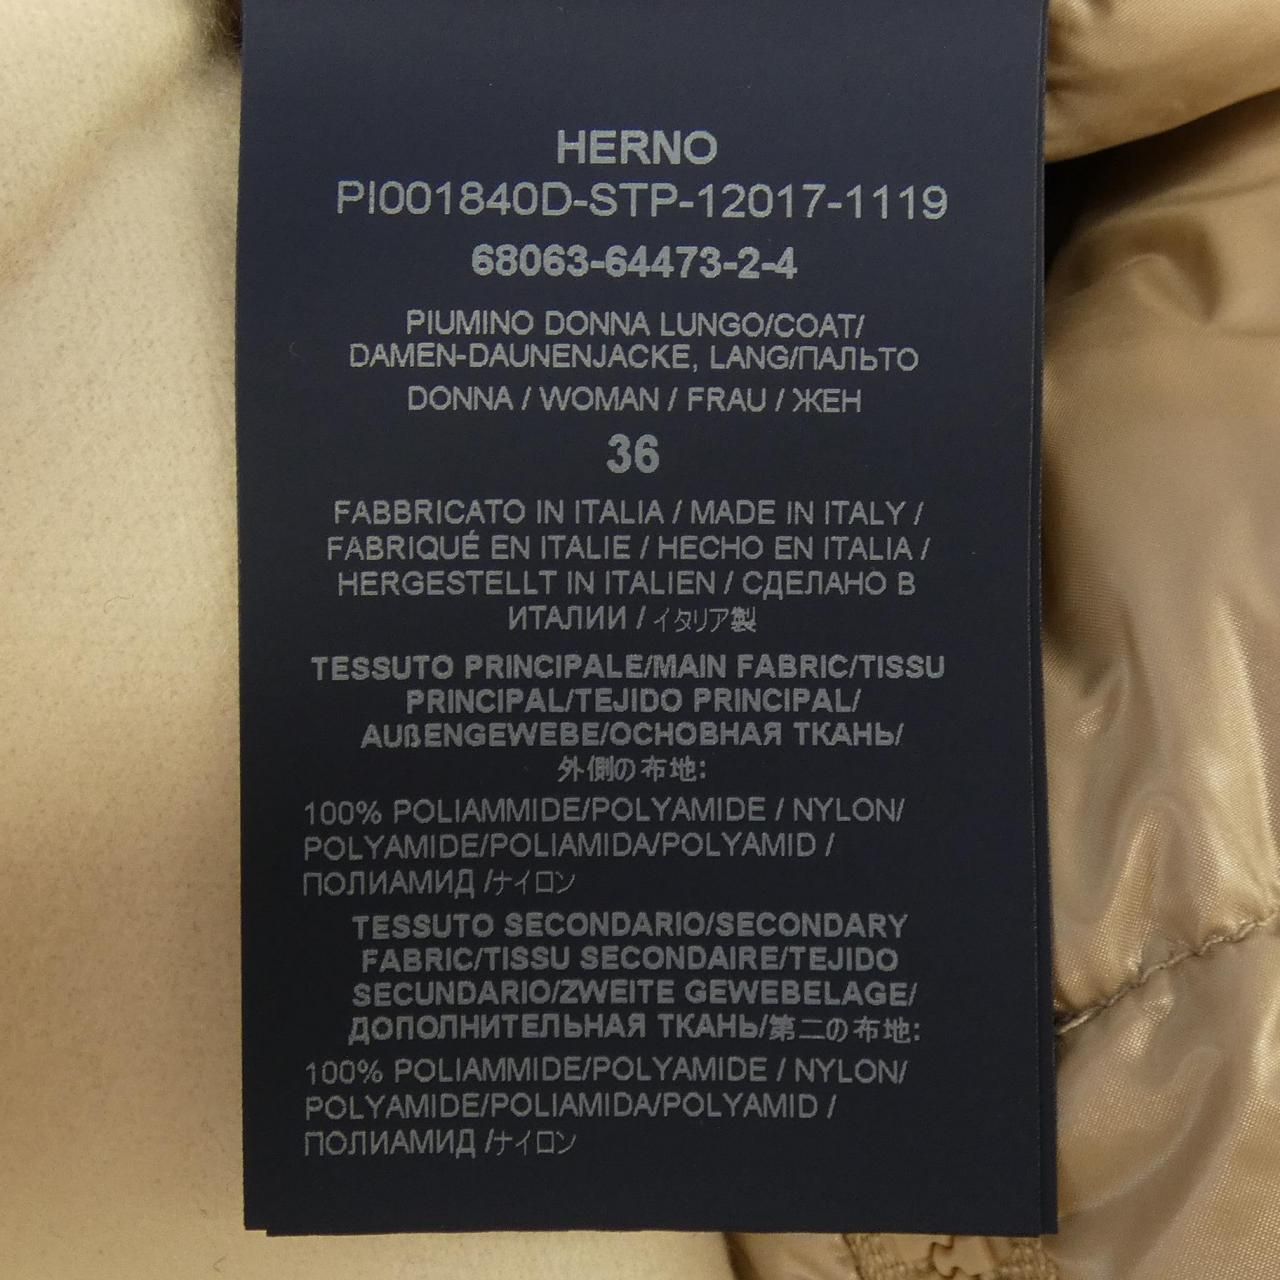 HERNO
PI001840D-STP-12017-1119
68063-64473-2-4
PIUMINO DONNA LUNGO/COAT/
DAMEN-DAUNENJACKE, LANG/ПАЛЬТО
DONNA / WOMAN / FRAU / ЖЕН
36
FABBRICATO IN ITALIA / MADE IN ITALY /
FABRIQUÉ EN ITALIE / HECHO EN ITALIA /
HERGESTELLT IN ITALIEN / СДЕЛАНО В
ИТАЛИИ / イタリア製
TESSUTO PRINCIPALE/MAIN FABRIC/TISSU
PRINCIPAL/TEJIDO PRINCIPAL/
AUßENGEWEBE/ОСНОВНАЯ ТКАНЬ/
外側の布地:
100% POLIAMMIDE/POLYAMIDE / NYLON/
POLYAMIDE/POLIAMIDA/POLYAMID /
ПОЛИАМИД /ナイロン
TESSUTO SECONDARIO/SECONDARY
FABRIC/TISSU SECONDAIRE/TEJIDO
SECUNDARIO/ZWEITE GEWEBELAGE/
ДОПОЛНИТЕЛЬНАЯ ТКАНЬ/第二の布地:
100% POLIAMMIDE/POLYAMIDE / NYLON/
POLYAMIDE/POLIAMIDA/POLYAMID /
ПОЛИАМИД /ナイロン